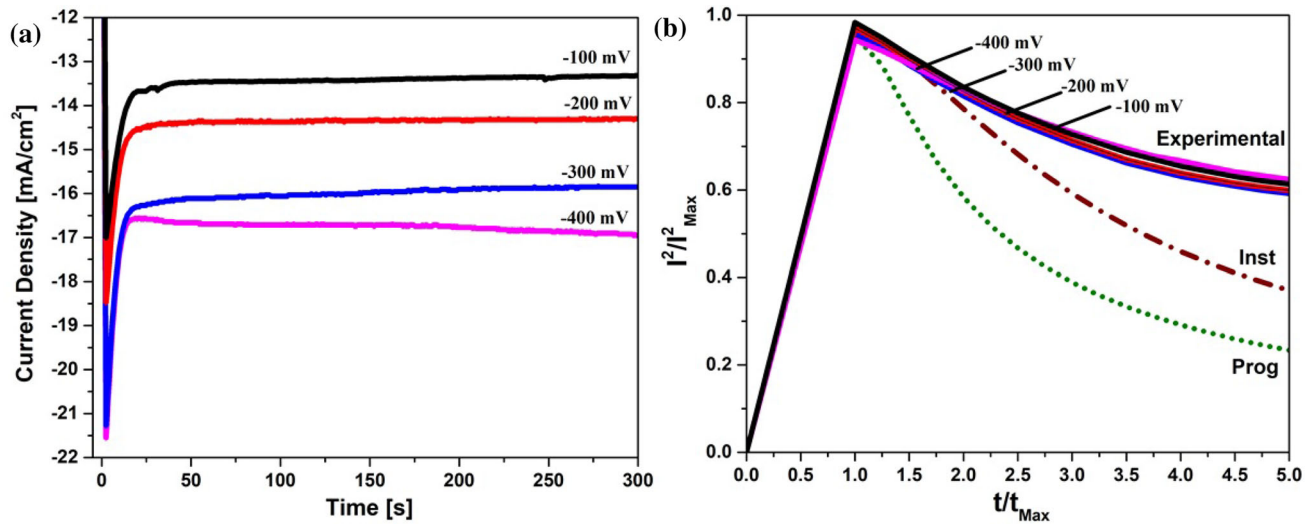 (a)
-12
-13
-14
-15
-16
-17
-18
-19
-20
-21
-22
Current Density [mA/cm²]
-100 mV
-200 mV
-300 mV
-400 mV
0 50 100 150 200 250 300
Time [s]
(b)
1.0
0.8
0.6
0.4
0.2
0.0
I²/I²Max
-400 mV
-300 mV
-200 mV
-100 mV
Experimental
Inst
Prog
0.0 0.5 1.0 1.5 2.0 2.5 3.0 3.5 4.0 4.5 5.0
t/tMax